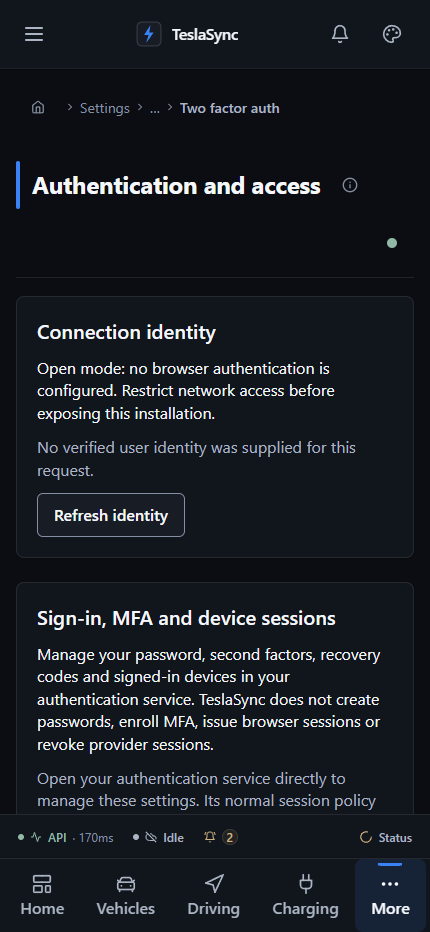 TeslaSync
Settings
...
Two factor auth
Authentication and access
Connection identity
Open mode: no browser authentication is
configured. Restrict network access before
exposing this installation.
No verified user identity was supplied for this
request.
Refresh identity
Sign-in, MFA and device sessions
Manage your password, second factors, recovery
codes and signed-in devices in your
authentication service. TeslaSync does not create
passwords, enroll MFA, issue browser sessions or
revoke provider sessions.
Open your authentication service directly to
manage these settings. Its normal session policy
API · 170ms
Idle
2
Status
Home
Vehicles
Driving
Charging
More